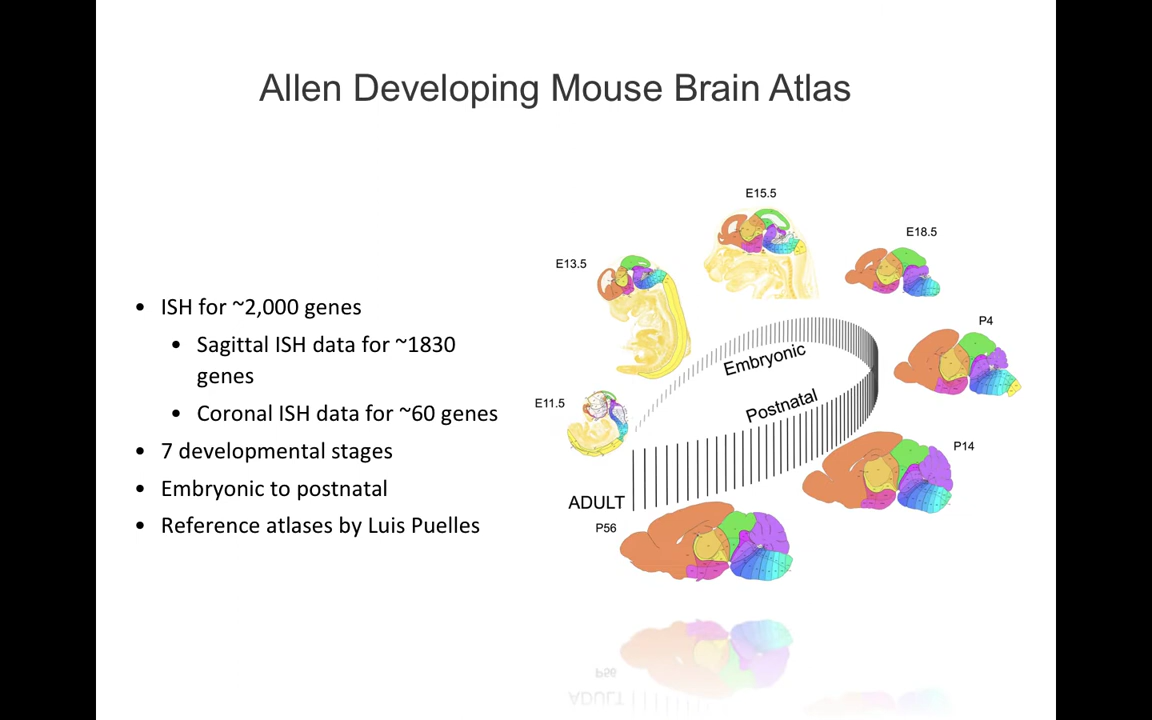 Allen Developing Mouse Brain Atlas
• ISH for ~2,000 genes
• Sagittal ISH data for ~1830
genes
• Coronal ISH data for ~60 genes
• 7 developmental stages
• Embryonic to postnatal
• Reference atlases by Luis Puelles
E15.5
E18.5
E13.5
P4
Embryonic
E11.5
Postnatal
P14
ADULT
P56
P56
ADULT